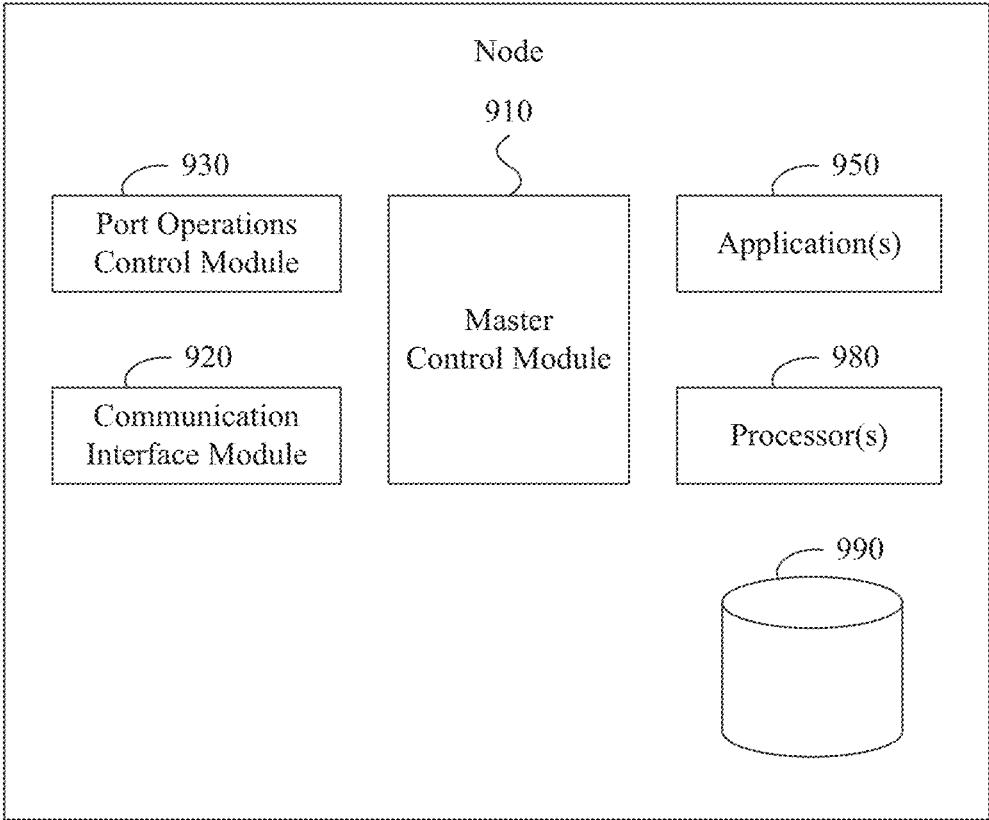 Node
910
930
Port Operations
Control Module
950
Application(s)
Master
Control Module
920
Communication
Interface Module
980
Processor(s)
990